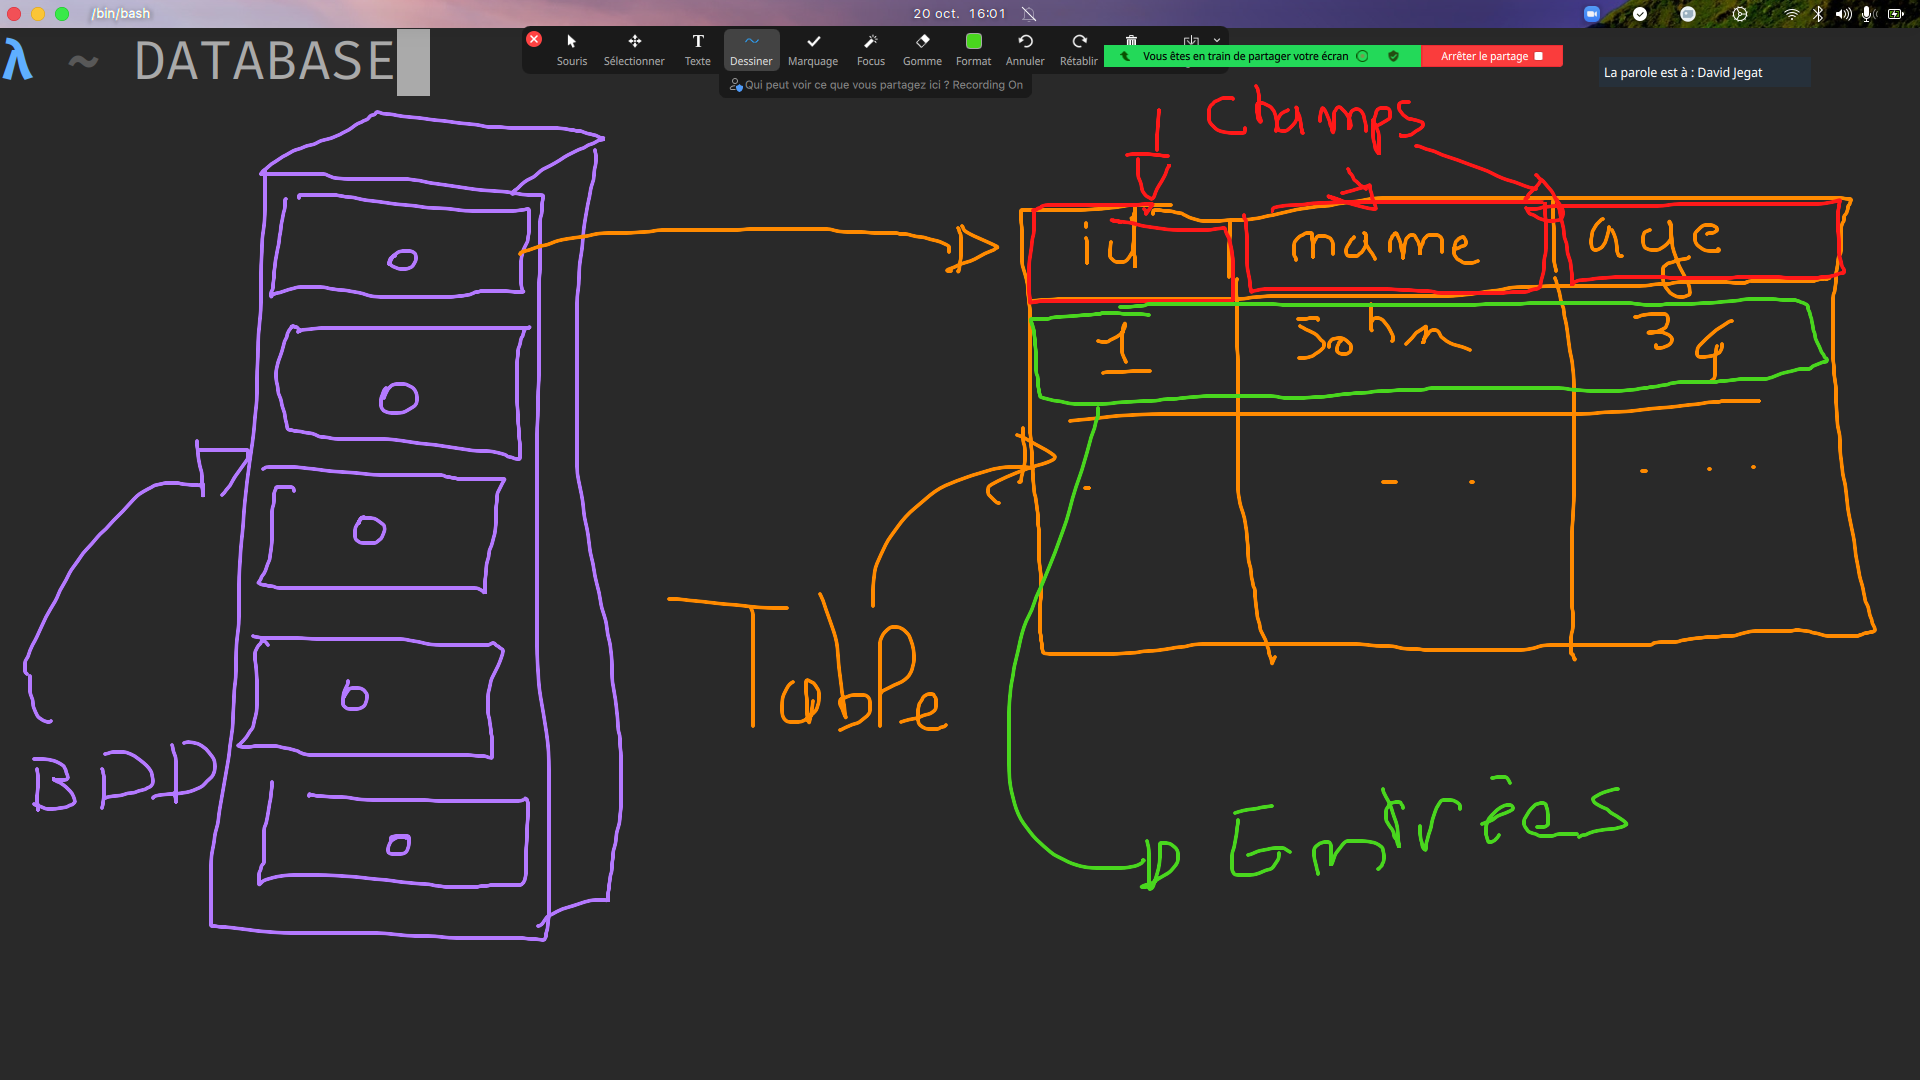 /bin/bash
20 oct. 16:01
λ ~ DATABASE
Souris Sélectionner Texte Dessiner Marquage Focus Gomme Format Annuler Rétablir
Vous êtes en train de partager votre écran
Arrêter le partage
La parole est à : David Jegat
Qui peut voir ce que vous partagez ici ? Recording On
champs
id name age
1 John 34
Table
BDD
Entrées